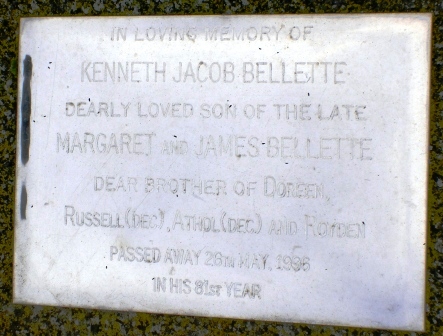 IN LOVING MEMORY OF
KENNETH JACOB BELLETTE
DEARLY LOVED SON OF THE LATE
MARGARET AND JAMES BELLETTE
DEAR BROTHER OF DOREEN,
RUSSELL (DEC), ATHOL (DEC) AND ROYDEN
PASSED AWAY 26TH MAY, 1996
IN HIS 81ST YEAR